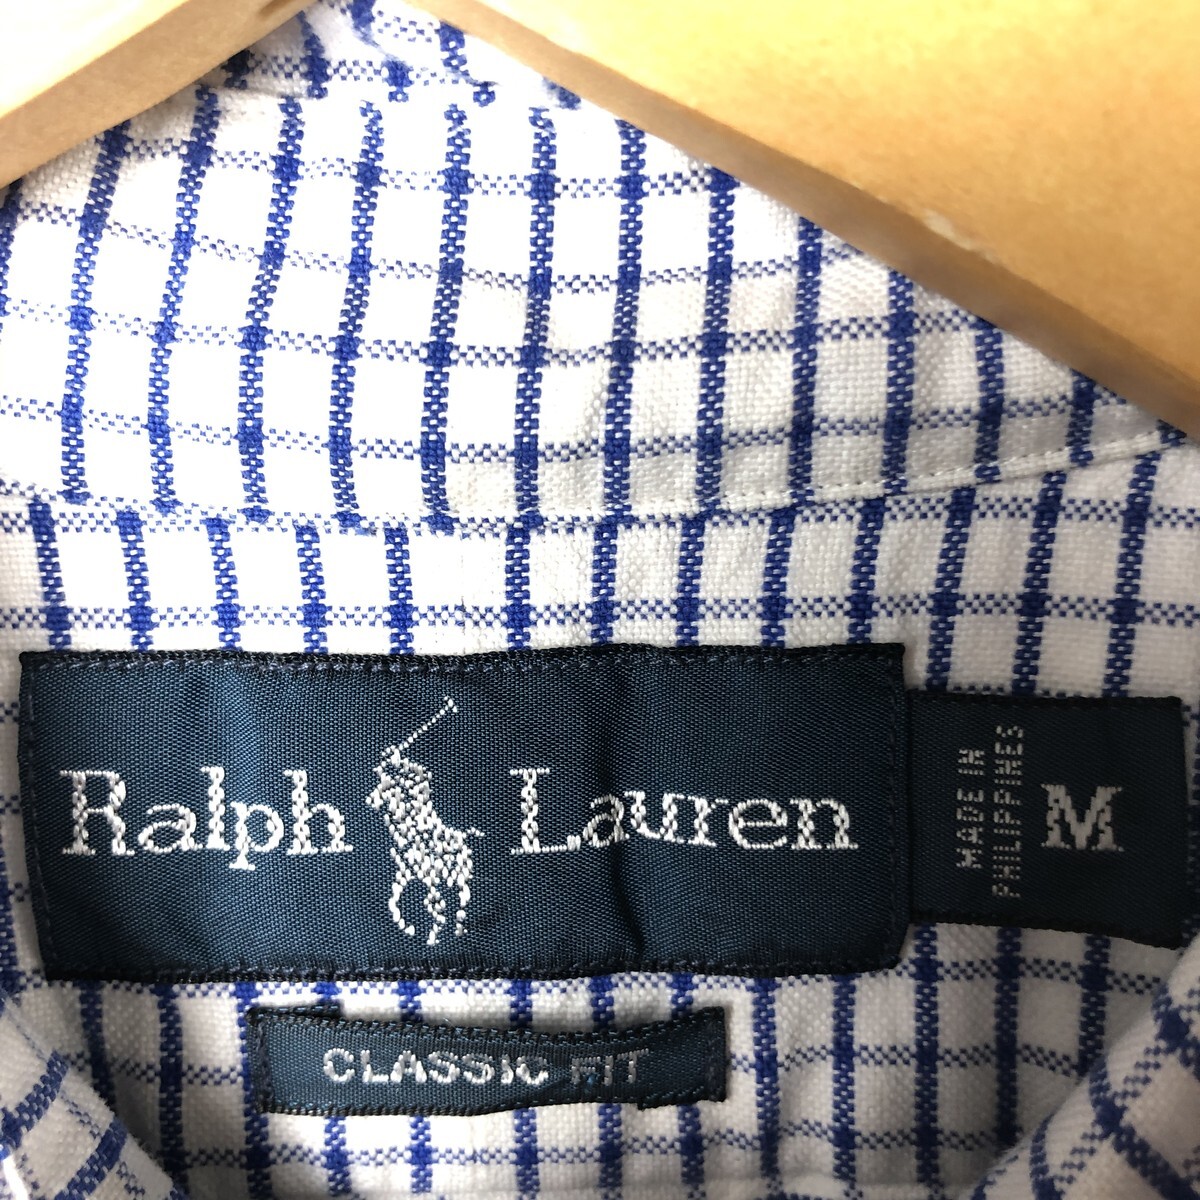 Ralph Lauren
MADE IN
PHILIPPINES
M
CLASSIC FIT